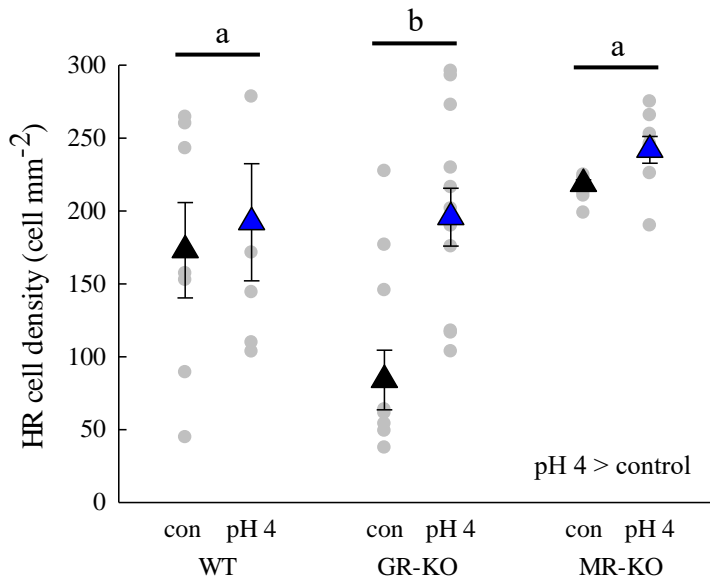 a
b
a
300
250
200
150
100
50
0
HR cell density (cell mm-2)
pH 4 > control
con pH 4 con pH 4 con pH 4
WT GR-KO MR-KO